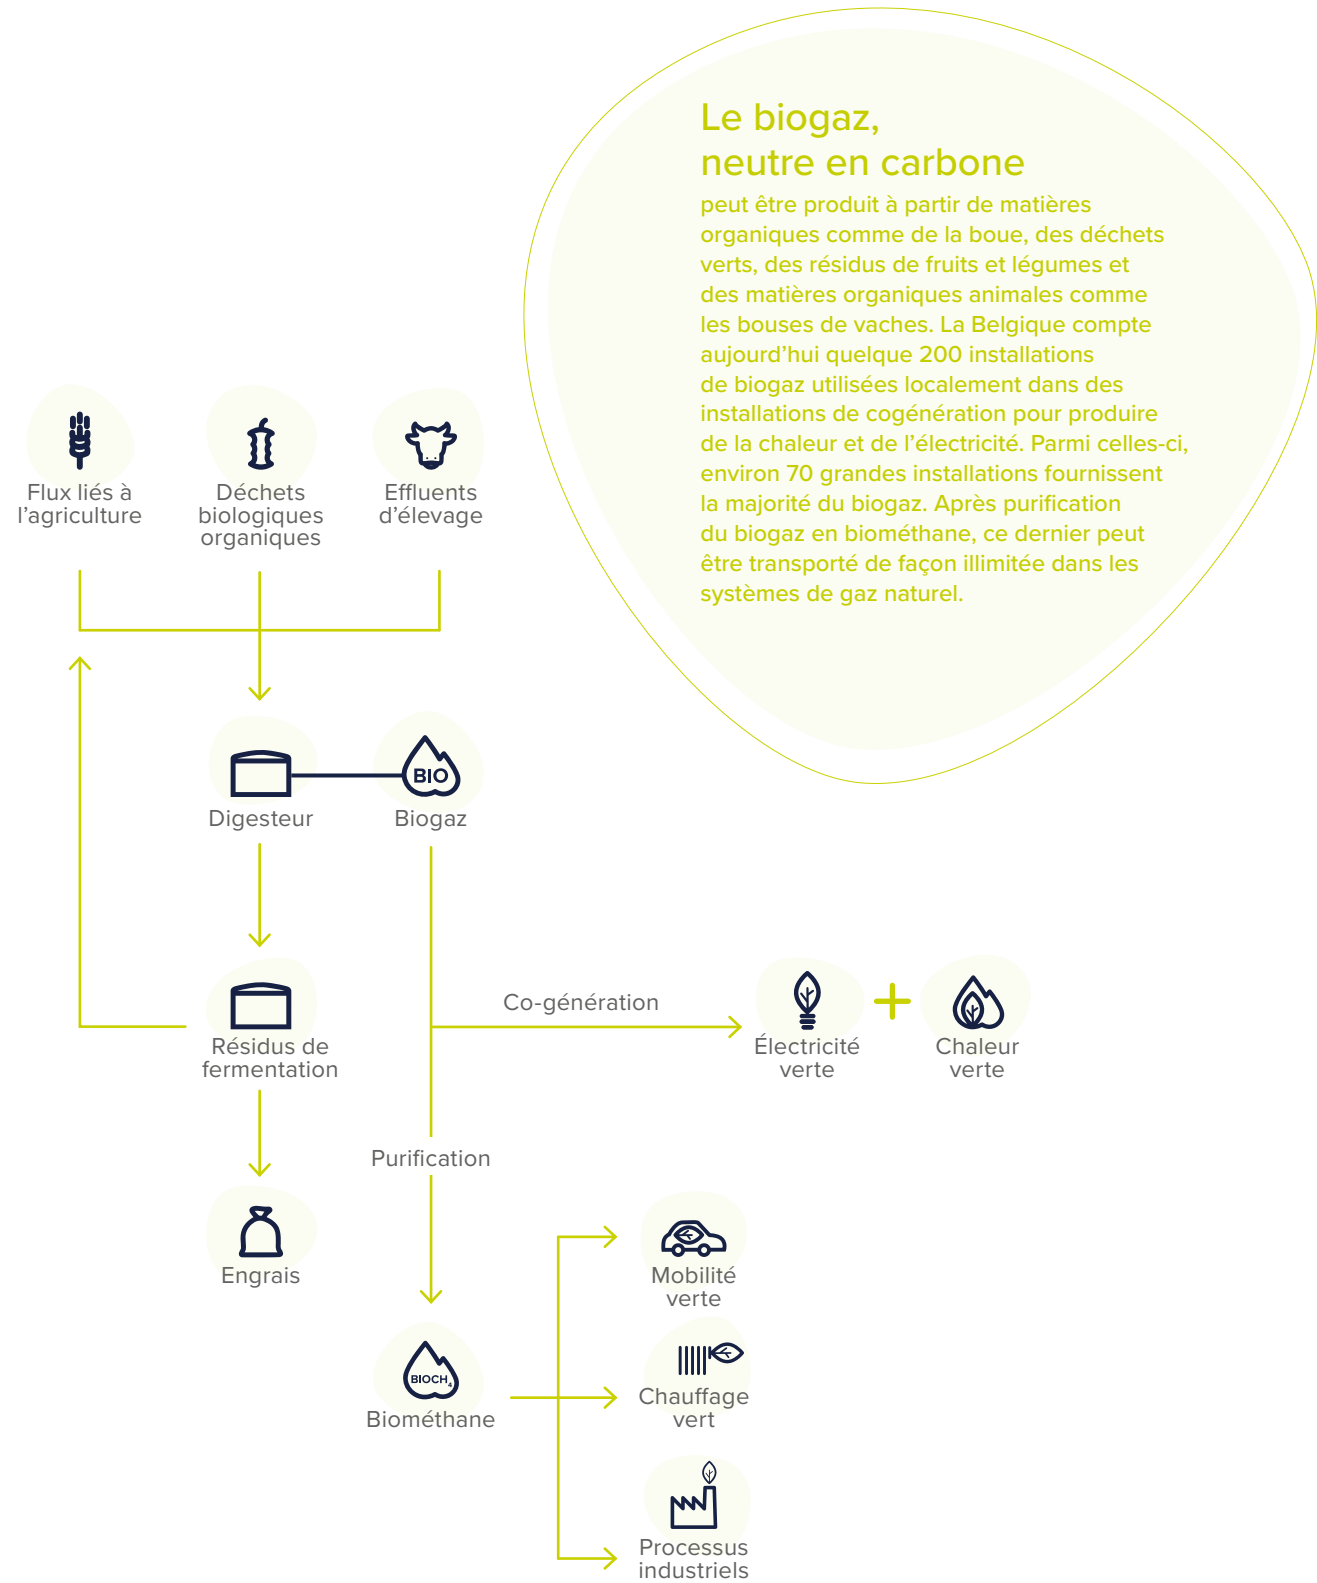 Le biogaz,
neutre en carbone
peut être produit à partir de matières
organiques comme de la boue, des déchets
verts, des résidus de fruits et légumes et
des matières organiques animales comme
les bouses de vaches. La Belgique compte
aujourd’hui quelque 200 installations
de biogaz utilisées localement dans des
installations de cogénération pour produire
de la chaleur et de l’électricité. Parmi celles-ci,
environ 70 grandes installations fournissent
la majorité du biogaz. Après purification
du biogaz en biométhane, ce dernier peut
être transporté de façon illimitée dans les
systèmes de gaz naturel.
Flux liés à
l’agriculture
Déchets
biologiques
organiques
Effluents
d’élevage
BIO
Digesteur
Biogaz
Résidus de
fermentation
Co-génération
Électricité
verte
Chaleur
verte
Purification
Engrais
BIOCH4
Biométhane
Mobilité
verte
Chauffage
vert
Processus
industriels